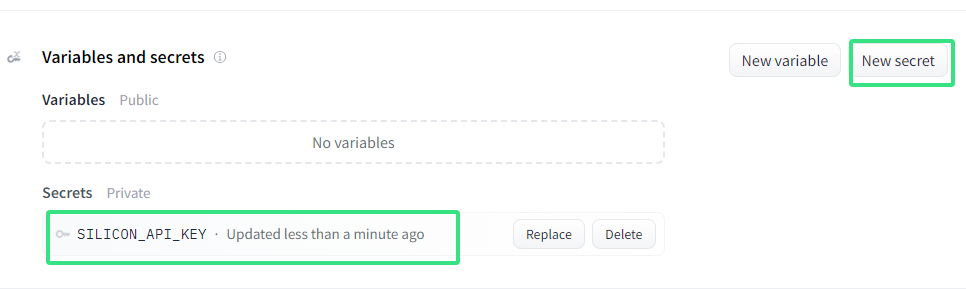 Variables and secrets
New variable
New secret
Variables Public
No variables
Secrets Private
SILICON_API_KEY · Updated less than a minute ago
Replace
Delete